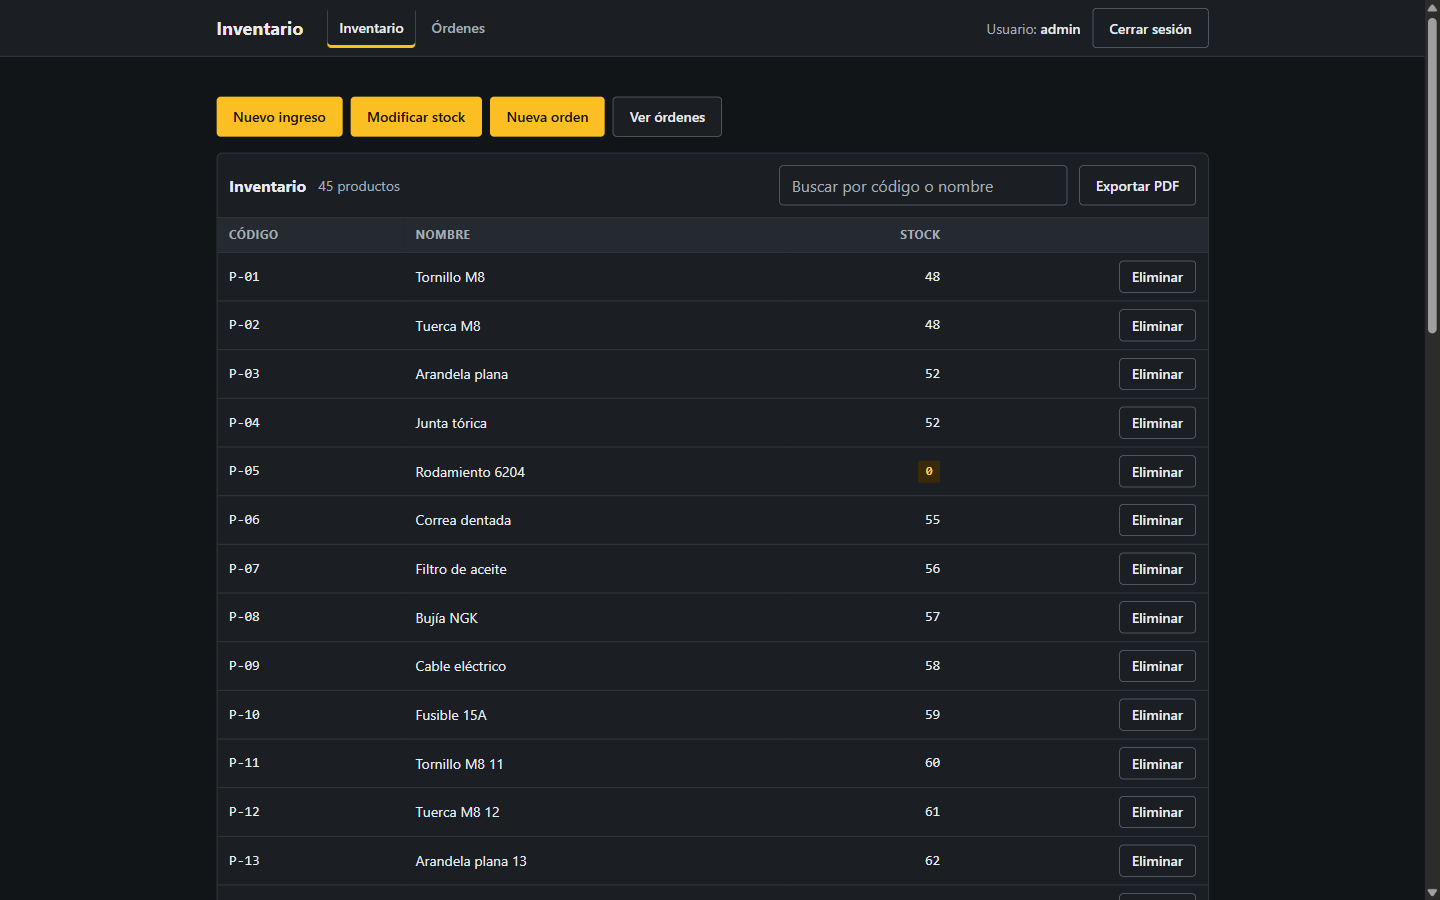 Inventario Inventario Órdenes Usuario: admin Cerrar sesión
Nuevo ingreso Modificar stock Nueva orden Ver órdenes
Inventario 45 productos Buscar por código o nombre Exportar PDF
CÓDIGO NOMBRE STOCK
P-01 Tornillo M8 48 Eliminar
P-02 Tuerca M8 48 Eliminar
P-03 Arandela plana 52 Eliminar
P-04 Junta tórica 52 Eliminar
P-05 Rodamiento 6204 0 Eliminar
P-06 Correa dentada 55 Eliminar
P-07 Filtro de aceite 56 Eliminar
P-08 Bujía NGK 57 Eliminar
P-09 Cable eléctrico 58 Eliminar
P-10 Fusible 15A 59 Eliminar
P-11 Tornillo M8 11 60 Eliminar
P-12 Tuerca M8 12 61 Eliminar
P-13 Arandela plana 13 62 Eliminar